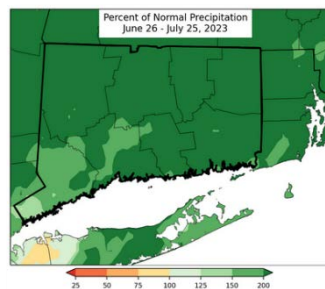 Percent of Normal Precipitation
June 26 - July 25, 2023
25 50 75 100 125 150 200